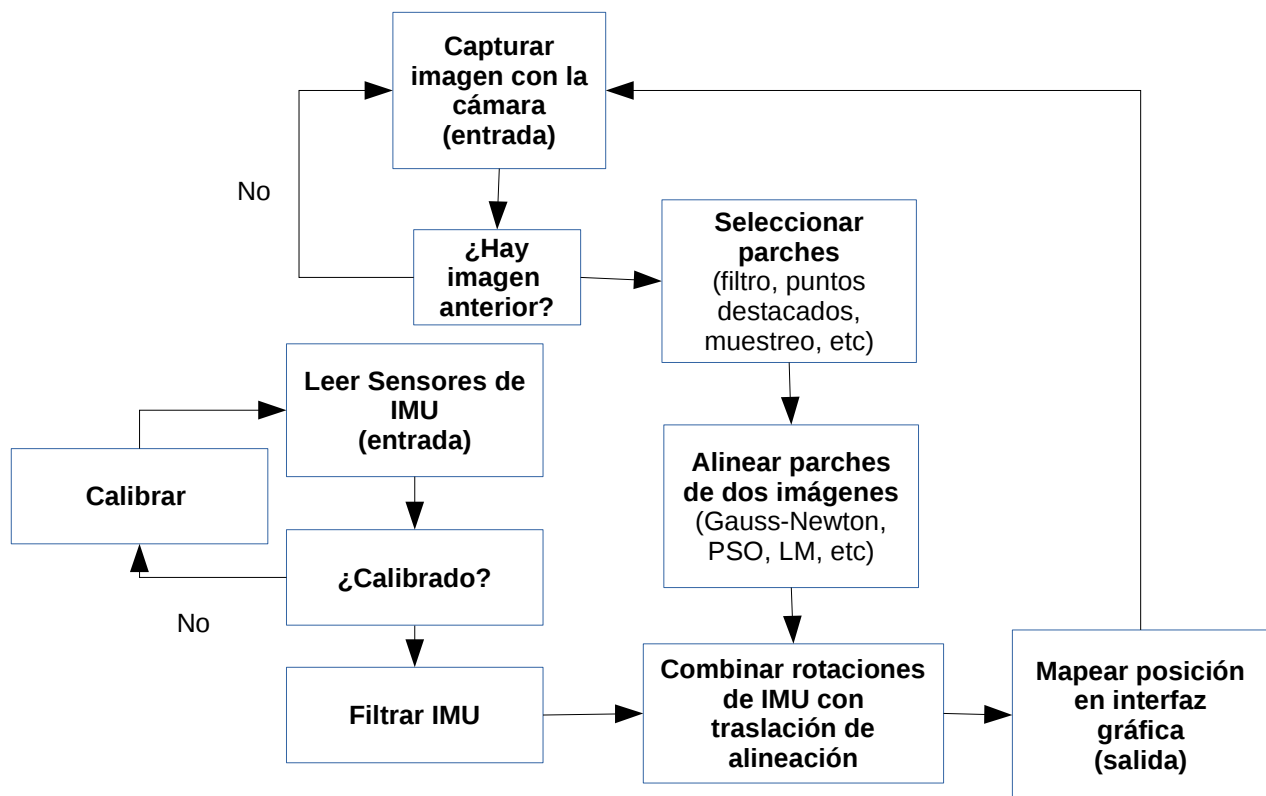 Capturar
imagen con la
cámara
(entrada)
No
¿Hay
imagen
anterior?
Seleccionar
parches
(filtro, puntos
destacados,
muestreo, etc)
Leer Sensores de
IMU
(entrada)
Calibrar
¿Calibrado?
No
Filtrar IMU
Alinear parches
de dos imágenes
(Gauss-Newton,
PSO, LM, etc)
Combinar rotaciones
de IMU con
traslación de
alineación
Mapear posición
en interfaz
gráfica
(salida)